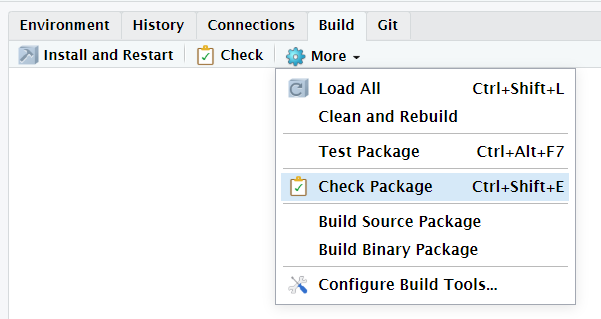 Environment History Connections Build Git
Install and Restart Check More
Load All Ctrl+Shift+L
Clean and Rebuild
Test Package Ctrl+Alt+F7
Check Package Ctrl+Shift+E
Build Source Package
Build Binary Package
Configure Build Tools...